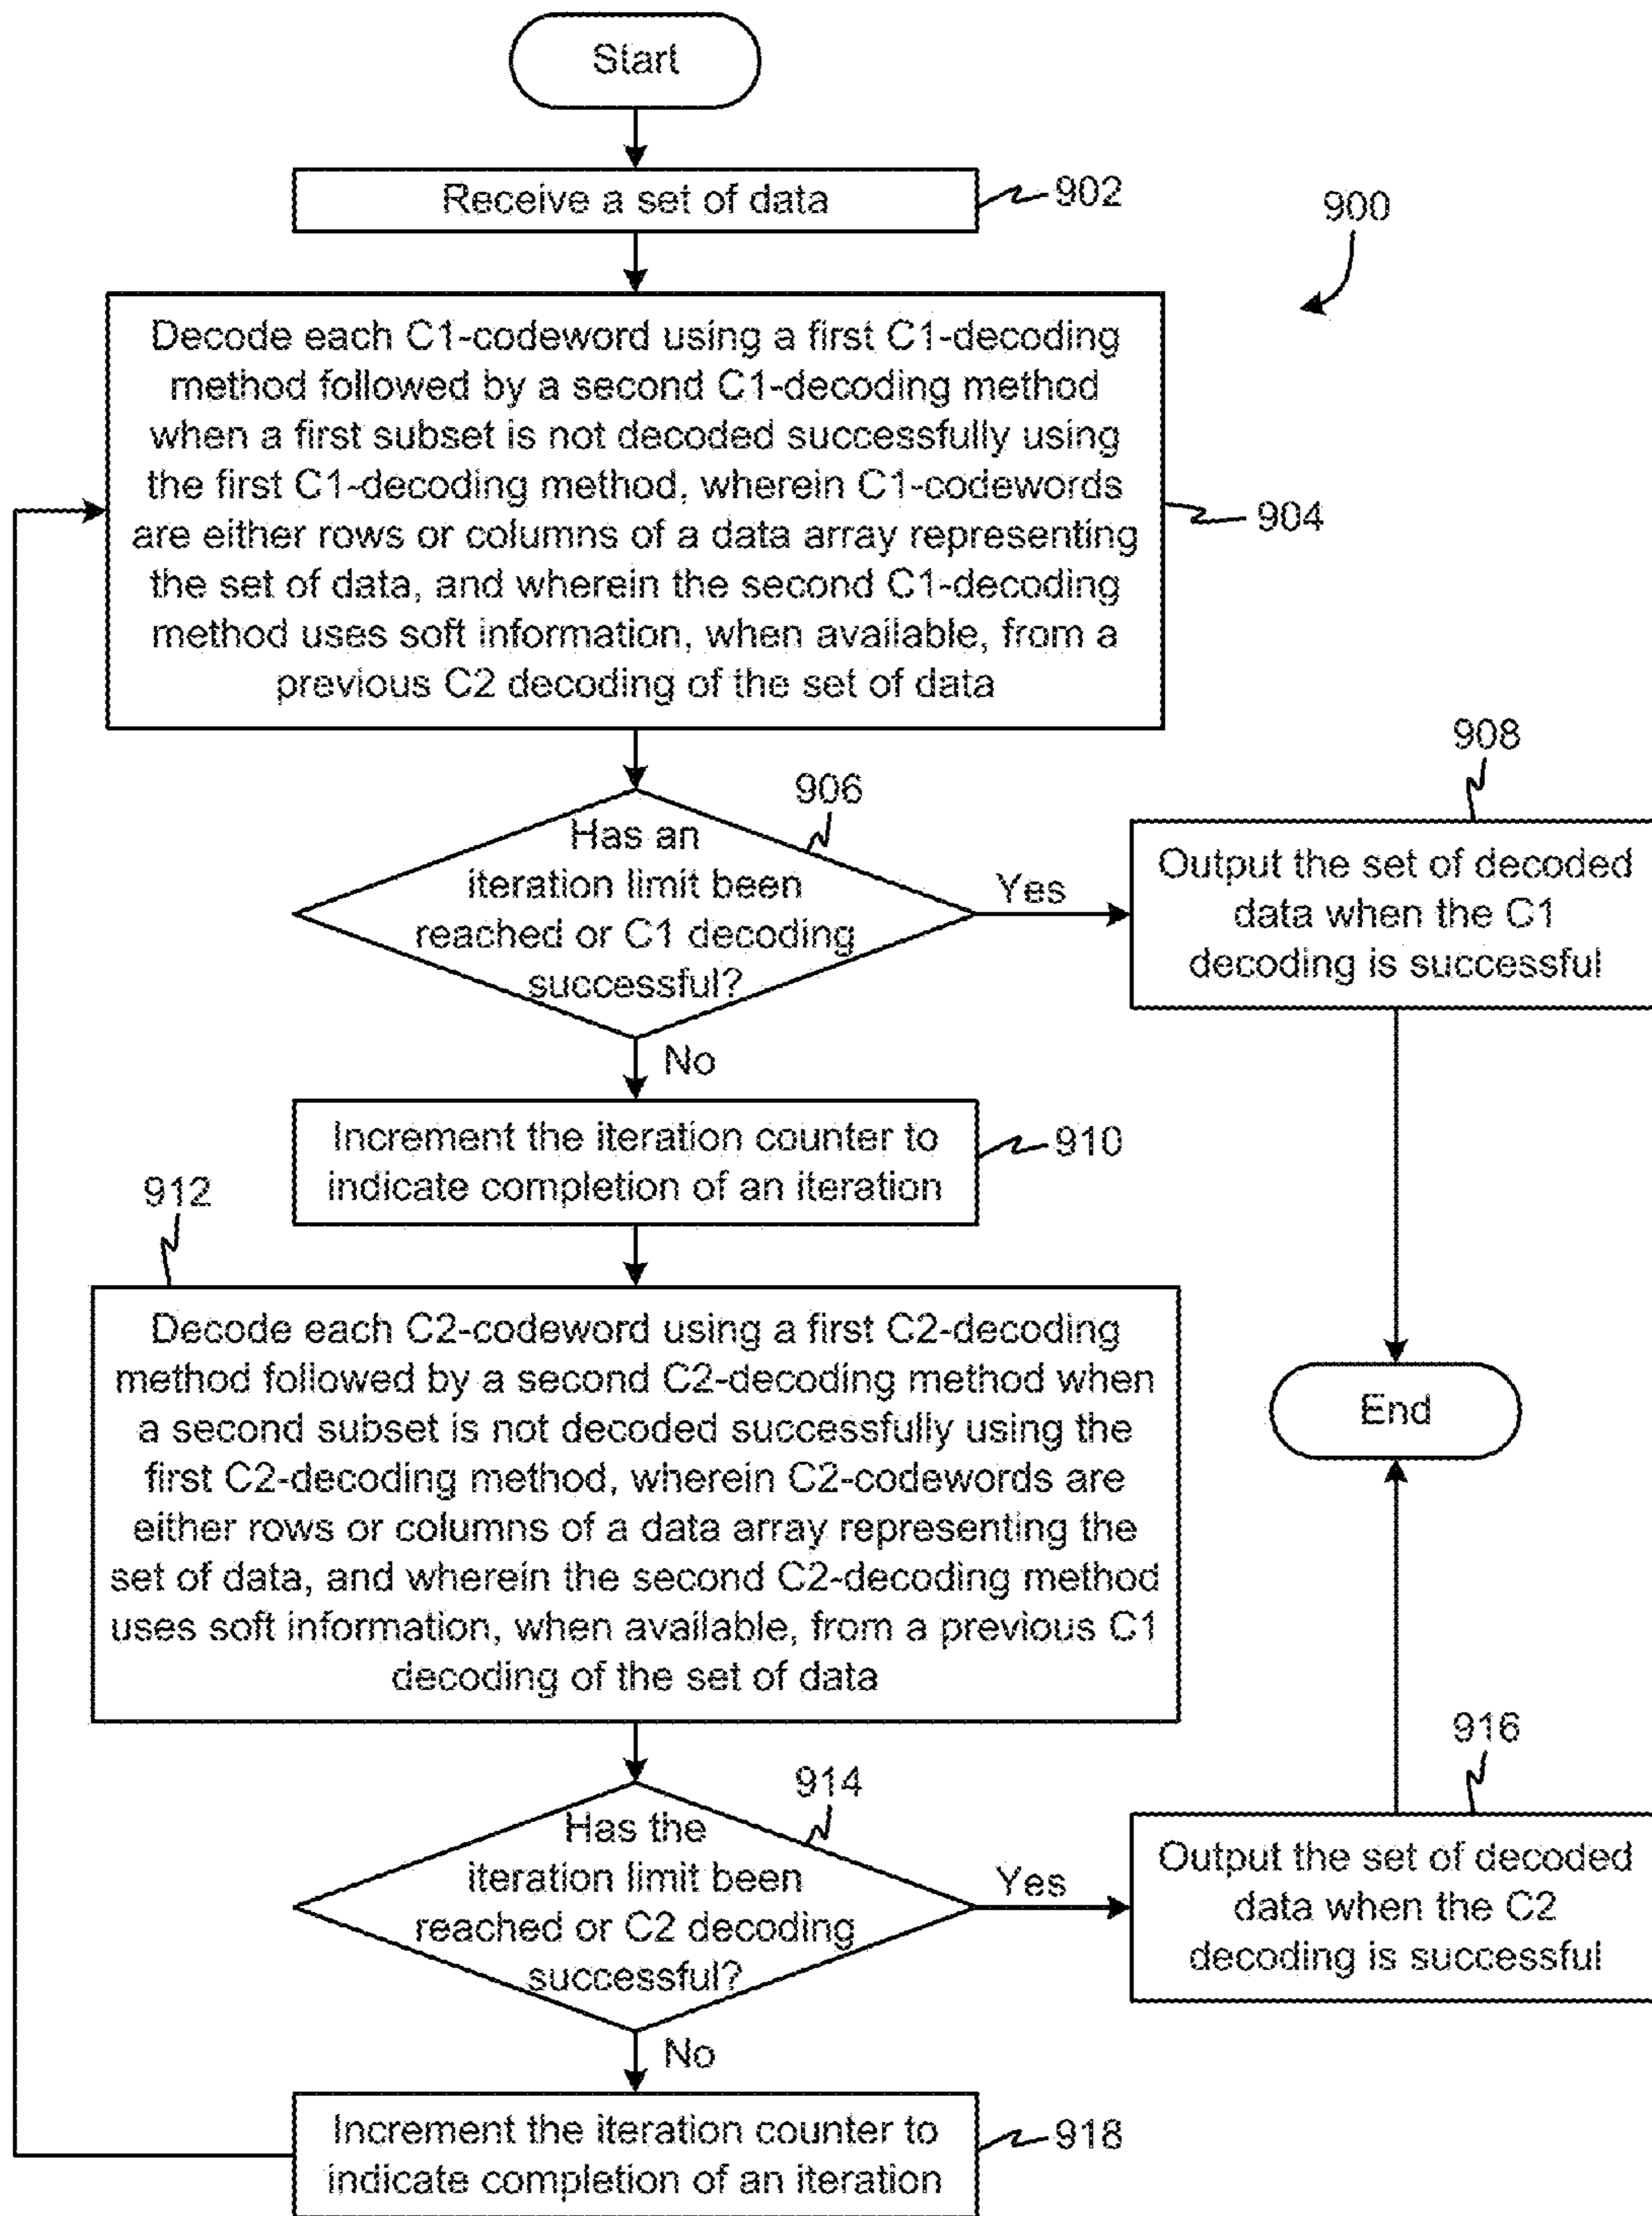 Start
Receive a set of data
902
900
Decode each C1-codeword using a first C1-decoding
method followed by a second C1-decoding method
when a first subset is not decoded successfully using
the first C1-decoding method, wherein C1-codewords
are either rows or columns of a data array representing
the set of data, and wherein the second C1-decoding
method uses soft information, when available, from a
previous C2 decoding of the set of data
904
906
Has an
iteration limit been
reached or C1 decoding
successful?
Yes
908
Output the set of decoded
data when the C1
decoding is successful
No
Increment the iteration counter to
indicate completion of an iteration
910
912
Decode each C2-codeword using a first C2-decoding
method followed by a second C2-decoding method when
a second subset is not decoded successfully using the
first C2-decoding method, wherein C2-codewords are
either rows or columns of a data array representing the
set of data, and wherein the second C2-decoding method
uses soft information, when available, from a previous C1
decoding of the set of data
End
914
Has the
iteration limit been
reached or C2 decoding
successful?
Yes
916
Output the set of decoded
data when the C2
decoding is successful
No
Increment the iteration counter to
indicate completion of an iteration
918